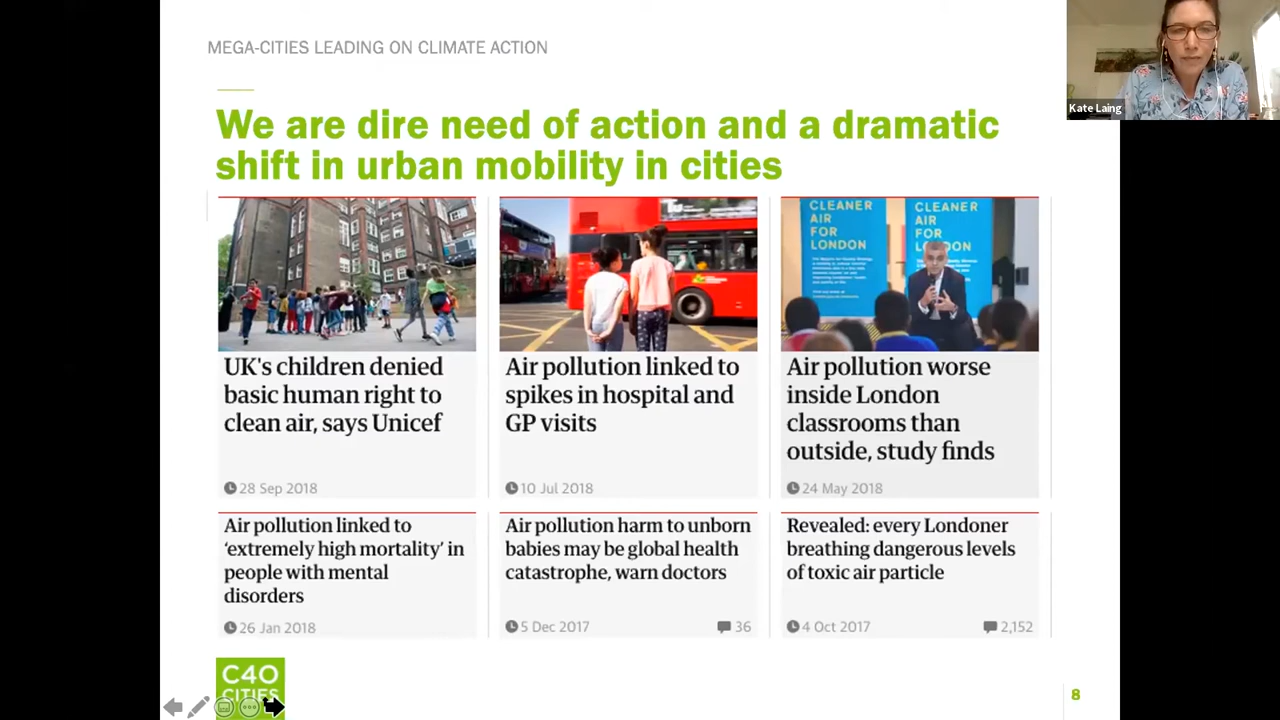 MEGA-CITIES LEADING ON CLIMATE ACTION
Kate Laing
We are dire need of action and a dramatic
shift in urban mobility in cities
CLEANER
AIR
FOR
LONDON
CLEANER
AIR
FOR
LONDON
UK's children denied
basic human right to
clean air, says Unicef
28 Sep 2018
Air pollution linked to
spikes in hospital and
GP visits
10 Jul 2018
Air pollution worse
inside London
classrooms than
outside, study finds
24 May 2018
Air pollution linked to
‘extremely high mortality’ in
people with mental
disorders
26 Jan 2018
Air pollution harm to unborn
babies may be global health
catastrophe, warn doctors
5 Dec 2017
36
Revealed: every Londoner
breathing dangerous levels
of toxic air particle
4 Oct 2017
2,152
C40
CITIES
8